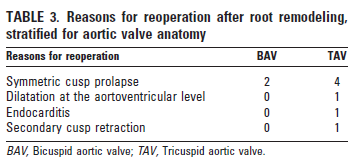 TABLE 3. Reasons for reoperation after root remodeling,
stratified for aortic valve anatomy
Reasons for reoperation BAV TAV
Symmetric cusp prolapse 2 4
Dilatation at the aortoventricular level 0 1
Endocarditis 0 1
Secondary cusp retraction 0 1
BAV, Bicuspid aortic valve; TAV, Tricuspid aortic valve.